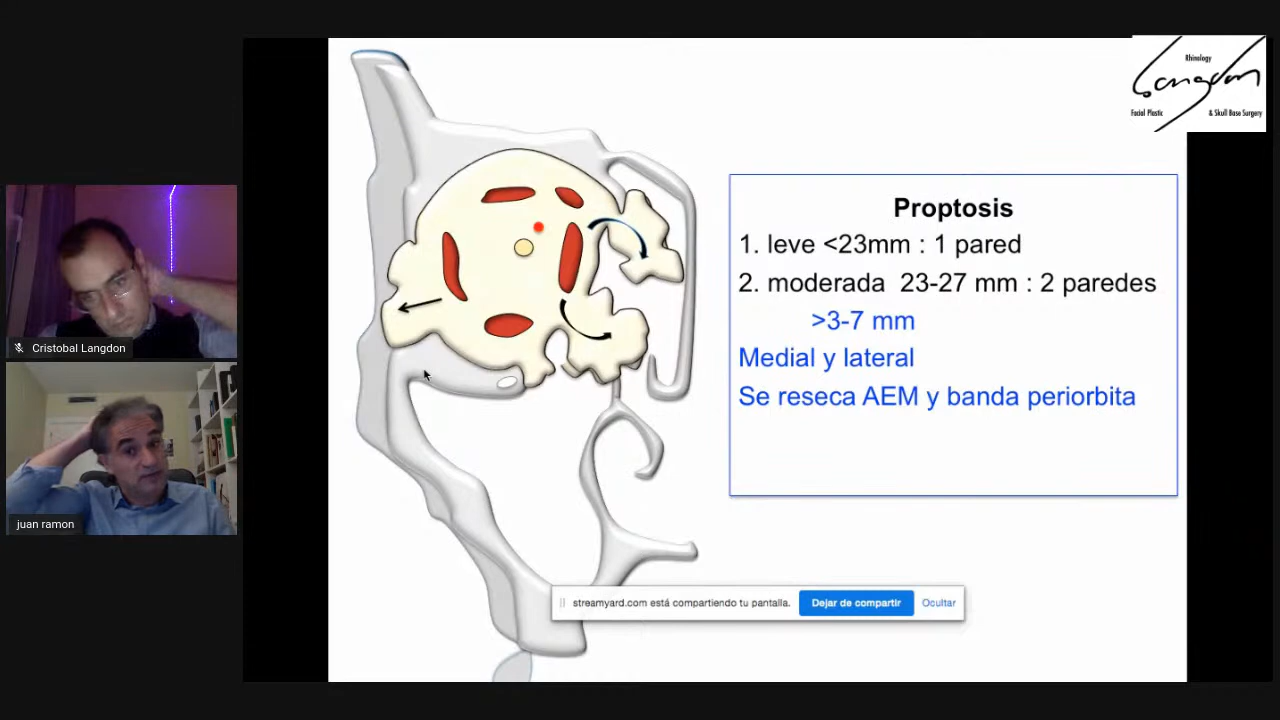 Rhinology
Langdon
Facial Plastic & Skull Base Surgery
Proptosis
1. leve <23mm : 1 pared
2. moderada 23-27 mm : 2 paredes
>3-7 mm
Medial y lateral
Se reseca AEM y banda periorbita
Cristobal Langdon
juan ramon
streamyard.com está compartiendo tu pantalla. Dejar de compartir Ocultar